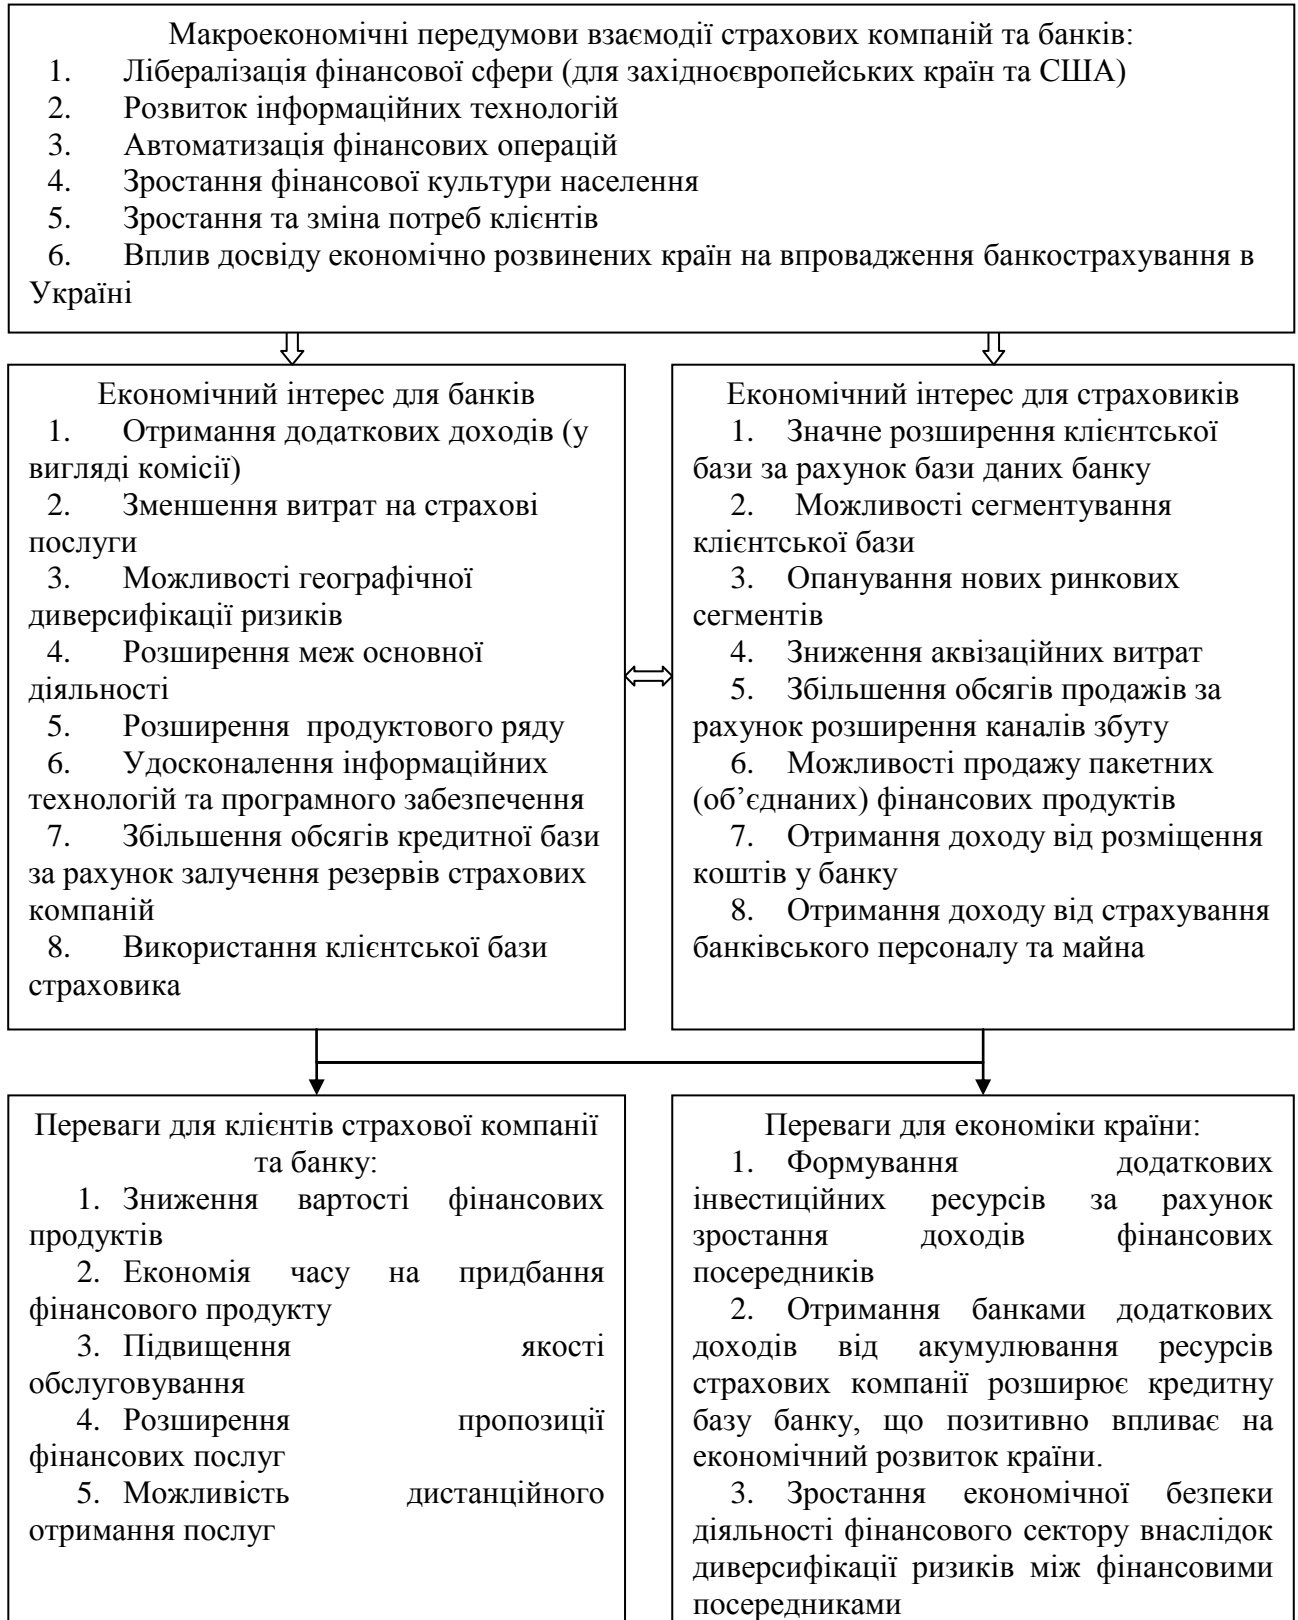 Макроекономічні передумови взаємодії страхових компаній та банків:
1. Лібералізація фінансової сфери (для західноєвропейських країн та США)
2. Розвиток інформаційних технологій
3. Автоматизація фінансових операцій
4. Зростання фінансової культури населення
5. Зростання та зміна потреб клієнтів
6. Вплив досвіду економічно розвинених країн на впровадження банкострахування в
Україні
Економічний інтерес для банків
1. Отримання додаткових доходів (у
вигляді комісії)
2. Зменшення витрат на страхові
послуги
3. Можливості географічної
диверсифікації ризиків
4. Розширення меж основної
діяльності
5. Розширення продуктового ряду
6. Удосконалення інформаційних
технологій та програмного забезпечення
7. Збільшення обсягів кредитної бази
за рахунок залучення резервів страхових
компаній
8. Використання клієнтської бази
страховика
Економічний інтерес для страховиків
1. Значне розширення клієнтської
бази за рахунок бази даних банку
2. Можливості сегментування
клієнтської бази
3. Опанування нових ринкових
сегментів
4. Зниження аквізаційних витрат
5. Збільшення обсягів продажів за
рахунок розширення каналів збуту
6. Можливості продажу пакетних
(об’єднаних) фінансових продуктів
7. Отримання доходу від розміщення
коштів у банку
8. Отримання доходу від страхування
банківського персоналу та майна
Переваги для клієнтів страхової компанії
та банку:
1. Зниження вартості фінансових
продуктів
2. Економія часу на придбання
фінансового продукту
3. Підвищення якості
обслуговування
4. Розширення пропозиції
фінансових послуг
5. Можливість дистанційного
отримання послуг
Переваги для економіки країни:
1. Формування додаткових
інвестиційних ресурсів за рахунок
зростання доходів фінансових
посередників
2. Отримання банками додаткових
доходів від акумулювання ресурсів
страхових компанії розширює кредитну
базу банку, що позитивно впливає на
економічний розвиток країни.
3. Зростання економічної безпеки
діяльності фінансового сектору внаслідок
диверсифікації ризиків між фінансовими
посередниками